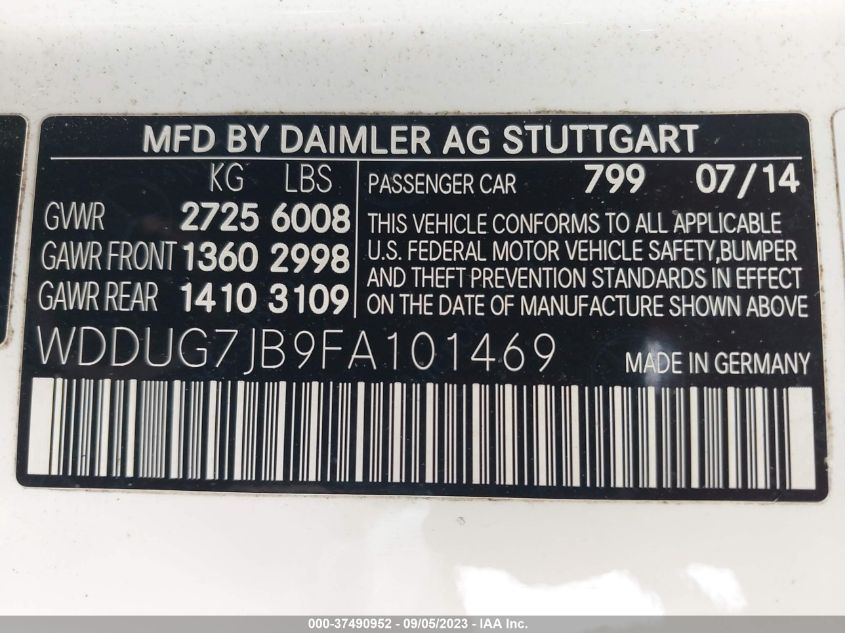 MFD BY DAIMLER AG STUTTGART
KG LBS
GVWR 2725 6008
GAWR FRONT 1360 2998
GAWR REAR 1410 3109
PASSENGER CAR 799 07/14
THIS VEHICLE CONFORMS TO ALL APPLICABLE
U.S. FEDERAL MOTOR VEHICLE SAFETY,BUMPER
AND THEFT PREVENTION STANDARDS IN EFFECT
ON THE DATE OF MANUFACTURE SHOWN ABOVE
WDDUG7JB9FA101469 MADE IN GERMANY
000-37490952 - 09/05/2023 - IAA Inc.